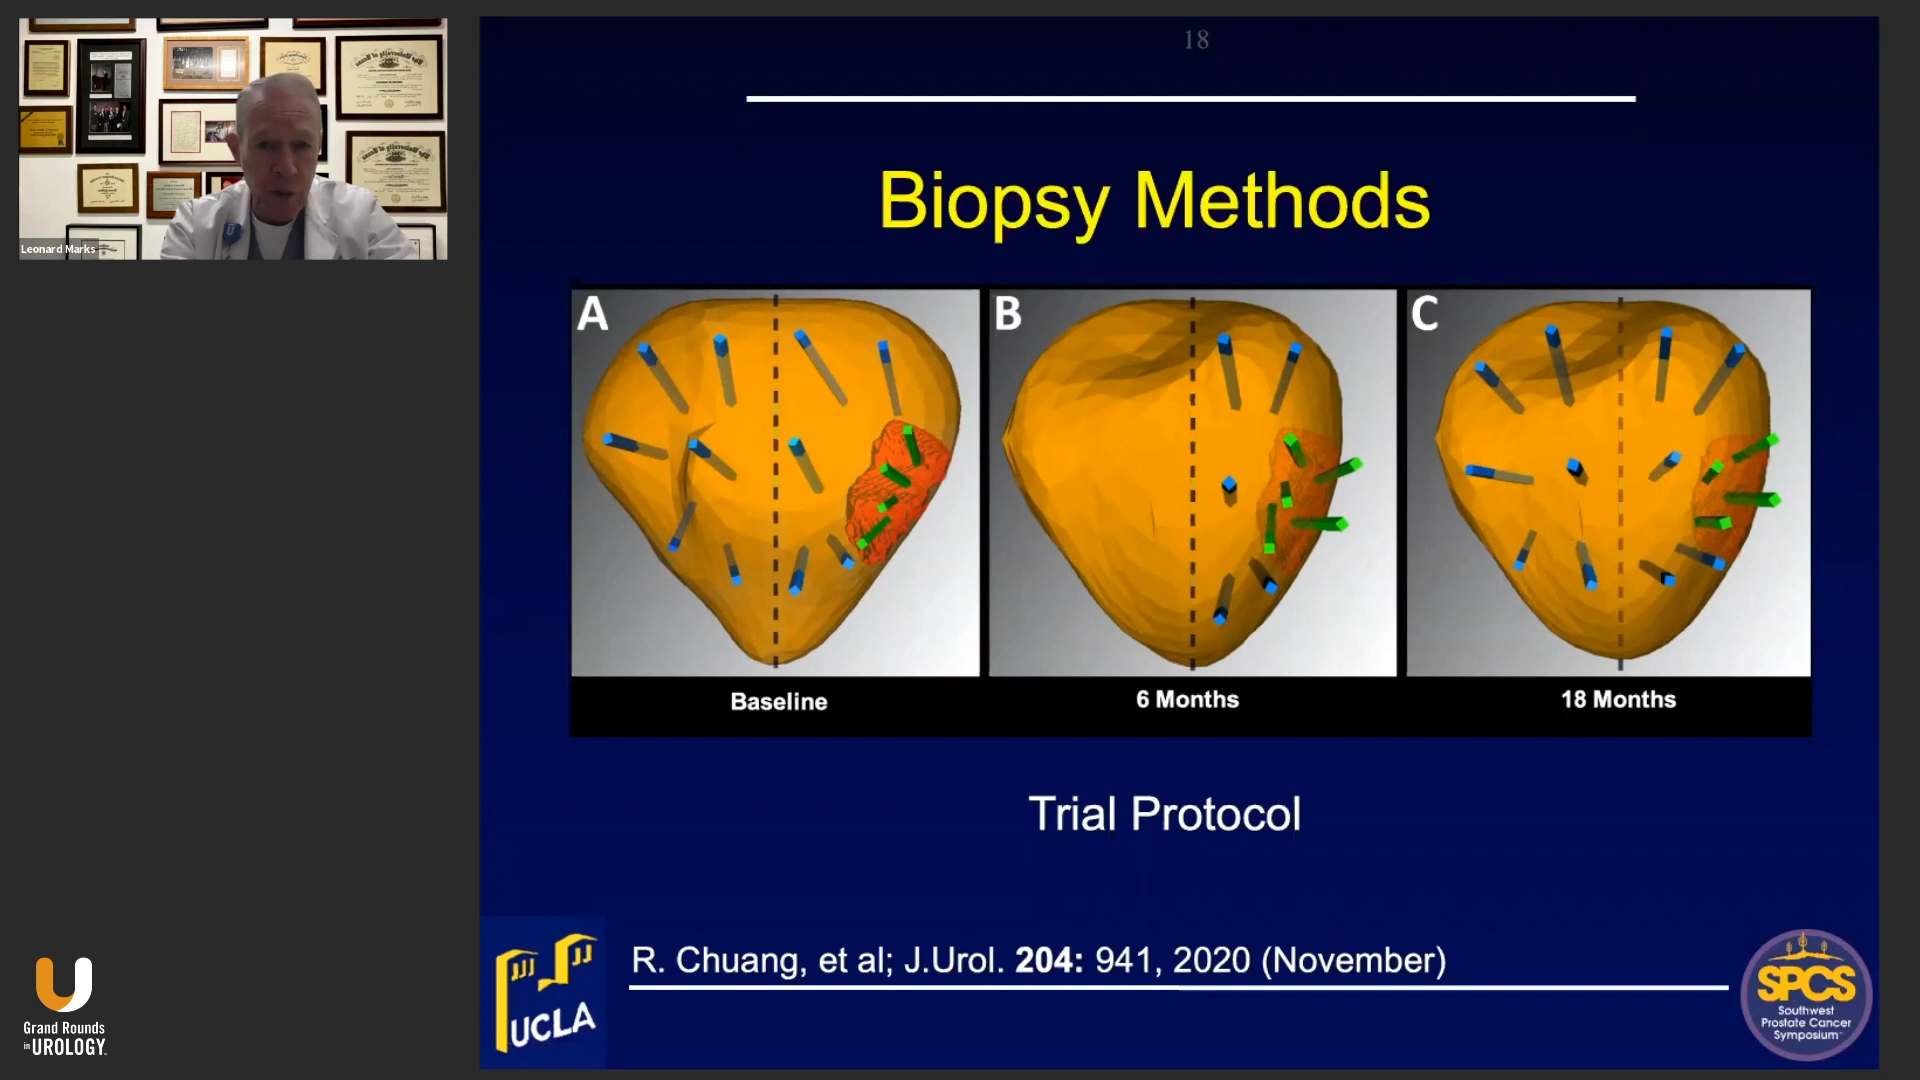 Leonard Marks
18
Biopsy Methods
A
B
C
Baseline
6 Months
18 Months
Trial Protocol
R. Chuang, et al; J.Urol. 204: 941, 2020 (November)
UCLA
SPCS
Southwest
Prostate Cancer
Symposium
Grand Rounds
in UROLOGY